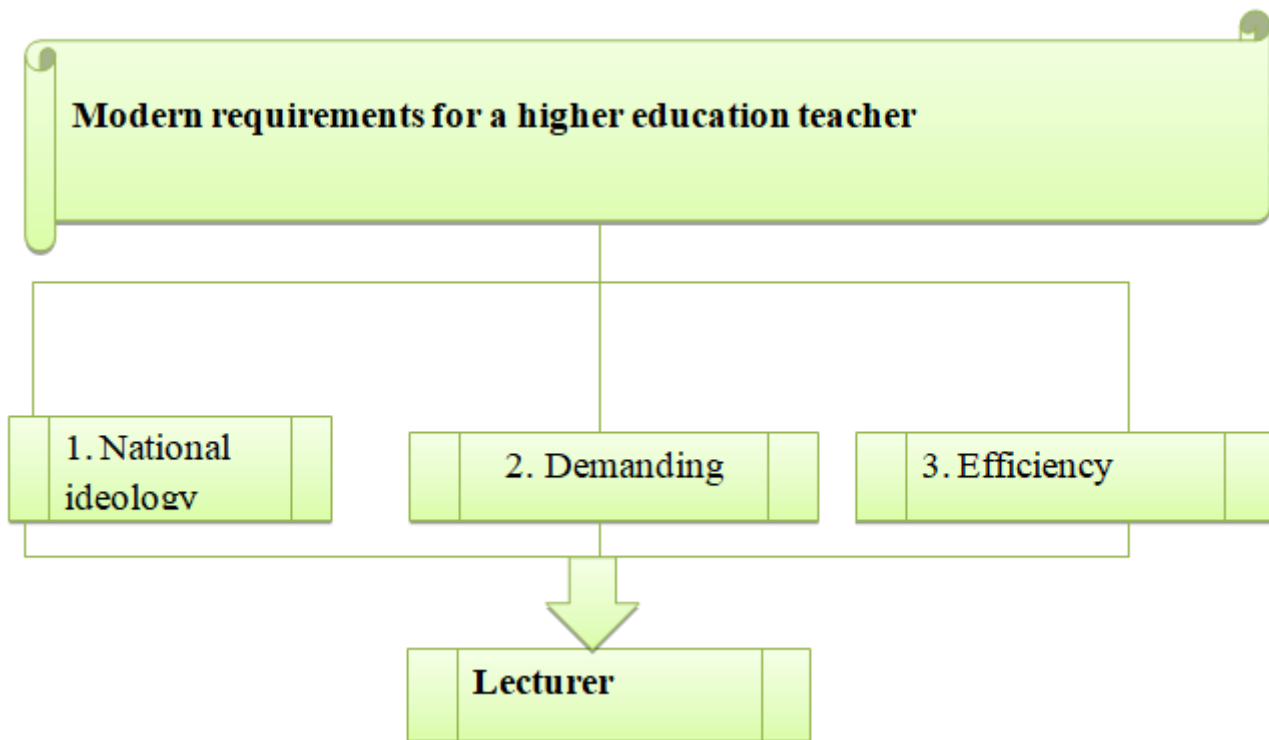 Modern requirements for a higher education teacher
1. National
ideology
2. Demanding
3. Efficiency
Lecturer